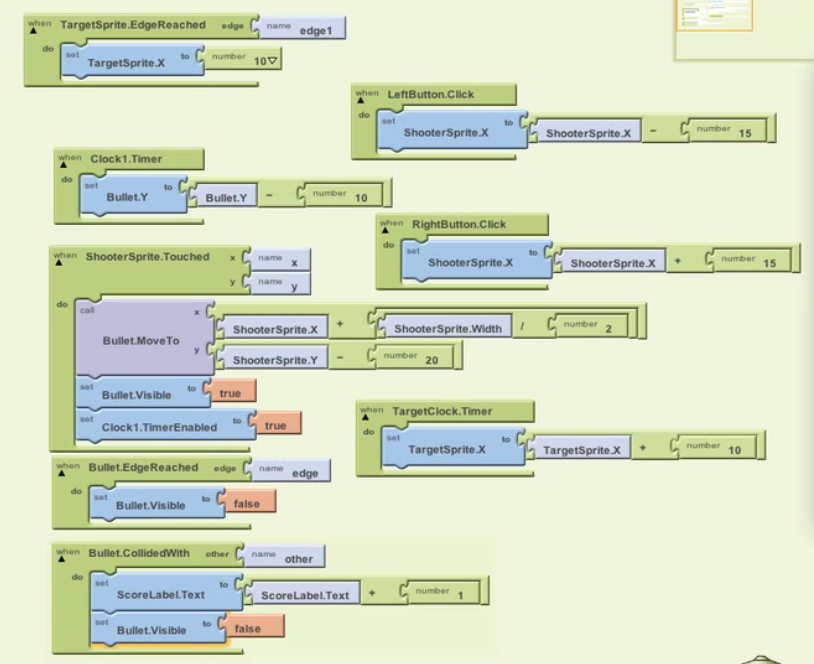 when TargetSprite.EdgeReached edge name edge1
do set TargetSprite.X to number 10
when LeftButton.Click
do set ShooterSprite.X to ShooterSprite.X - number 15
when Clock1.Timer
do set Bullet.Y to Bullet.Y - number 10
when RightButton.Click
do set ShooterSprite.X to ShooterSprite.X + number 15
when ShooterSprite.Touched x name x
y name y
do call Bullet.MoveTo x ShooterSprite.X + ShooterSprite.Width / number 2
y ShooterSprite.Y - number 20
set Bullet.Visible to true
set Clock1.TimerEnabled to true
when TargetClock.Timer
do set TargetSprite.X to TargetSprite.X + number 10
when Bullet.EdgeReached edge name edge
do set Bullet.Visible to false
when Bullet.CollidedWith other name other
do set ScoreLabel.Text to ScoreLabel.Text + number 1
set Bullet.Visible to false